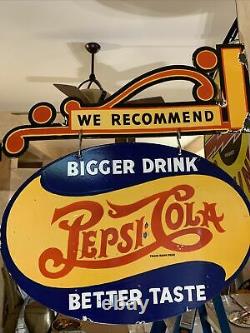 WE RECOMMEND
BIGGER DRINK
PEPSI-COLA
BETTER TASTE